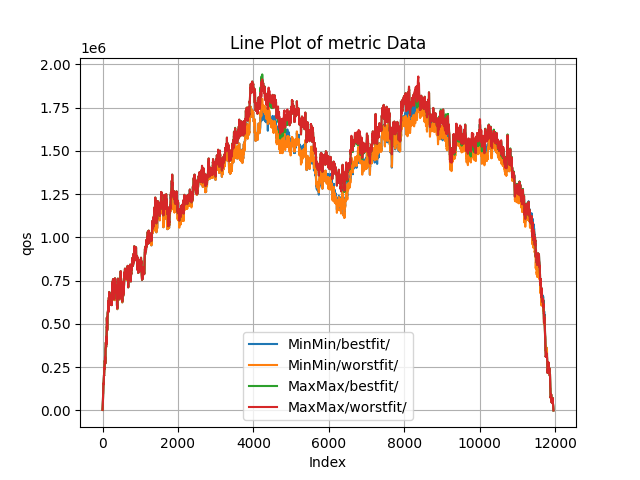 Line Plot of metric Data
1e6
2.00
1.75
1.50
1.25
1.00
0.75
0.50
0.25
0.00
qos
MinMin/bestfit/
MinMin/worstfit/
MaxMax/bestfit/
MaxMax/worstfit/
0 2000 4000 6000 8000 10000 12000
Index